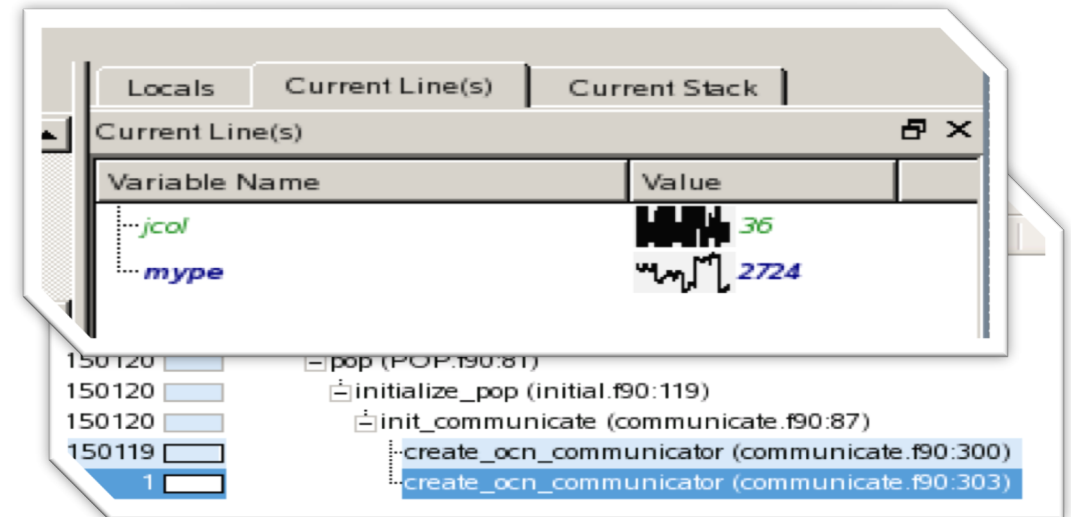 Locals Current Line(s) Current Stack
Current Line(s)
Variable Name Value
jcol 36
mype 2724
150120 pop (POP.f90:81)
150120 initialize_pop (initial.f90:119)
150120 init_communicate (communicate.f90:87)
150119 create_ocn_communicator (communicate.f90:300)
1 create_ocn_communicator (communicate.f90:303)